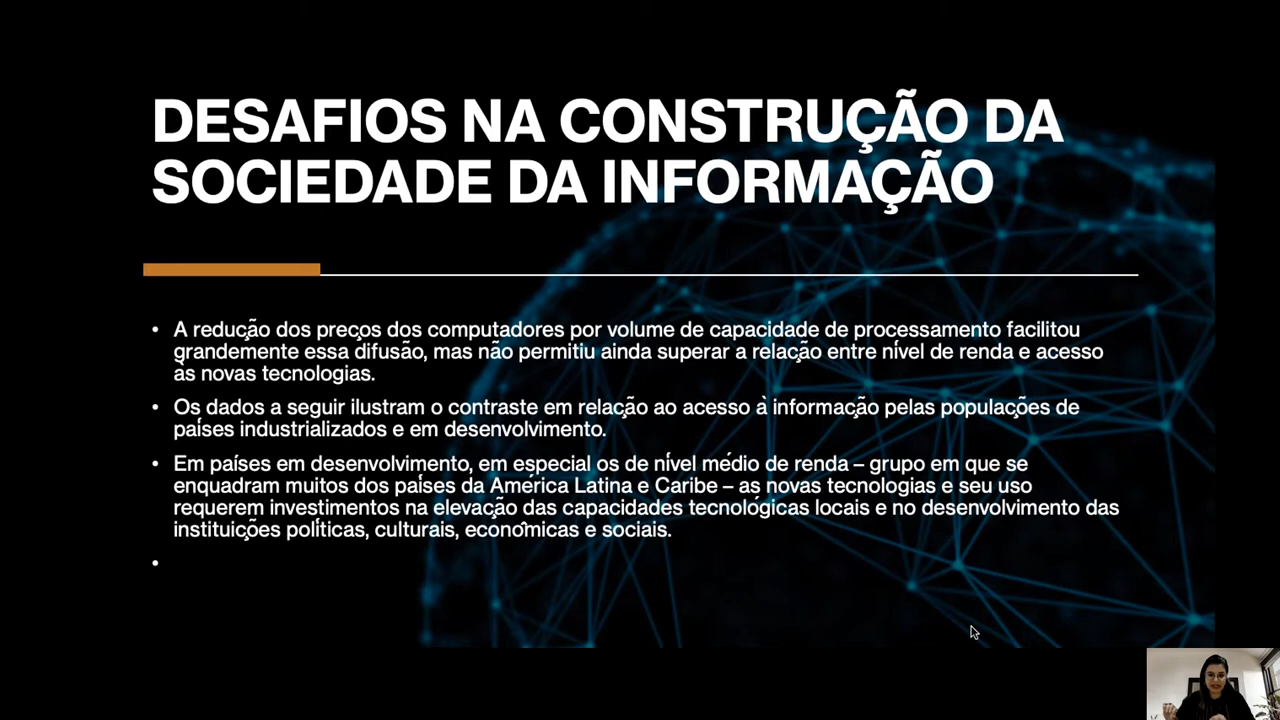 DESAFIOS NA CONSTRUÇÃO DA
SOCIEDADE DA INFORMAÇÃO
• A redução dos preços dos computadores por volume de capacidade de processamento facilitou
grandemente essa difusão, mas não permitiu ainda superar a relação entre nível de renda e acesso
as novas tecnologias.
• Os dados a seguir ilustram o contraste em relação ao acesso à informação pelas populações de
países industrializados e em desenvolvimento.
• Em países em desenvolvimento, em especial os de nível médio de renda – grupo em que se
enquadram muitos dos países da América Latina e Caribe – as novas tecnologias e seu uso
requerem investimentos na elevação das capacidades tecnológicas locais e no desenvolvimento das
instituições políticas, culturais, econômicas e sociais.
•